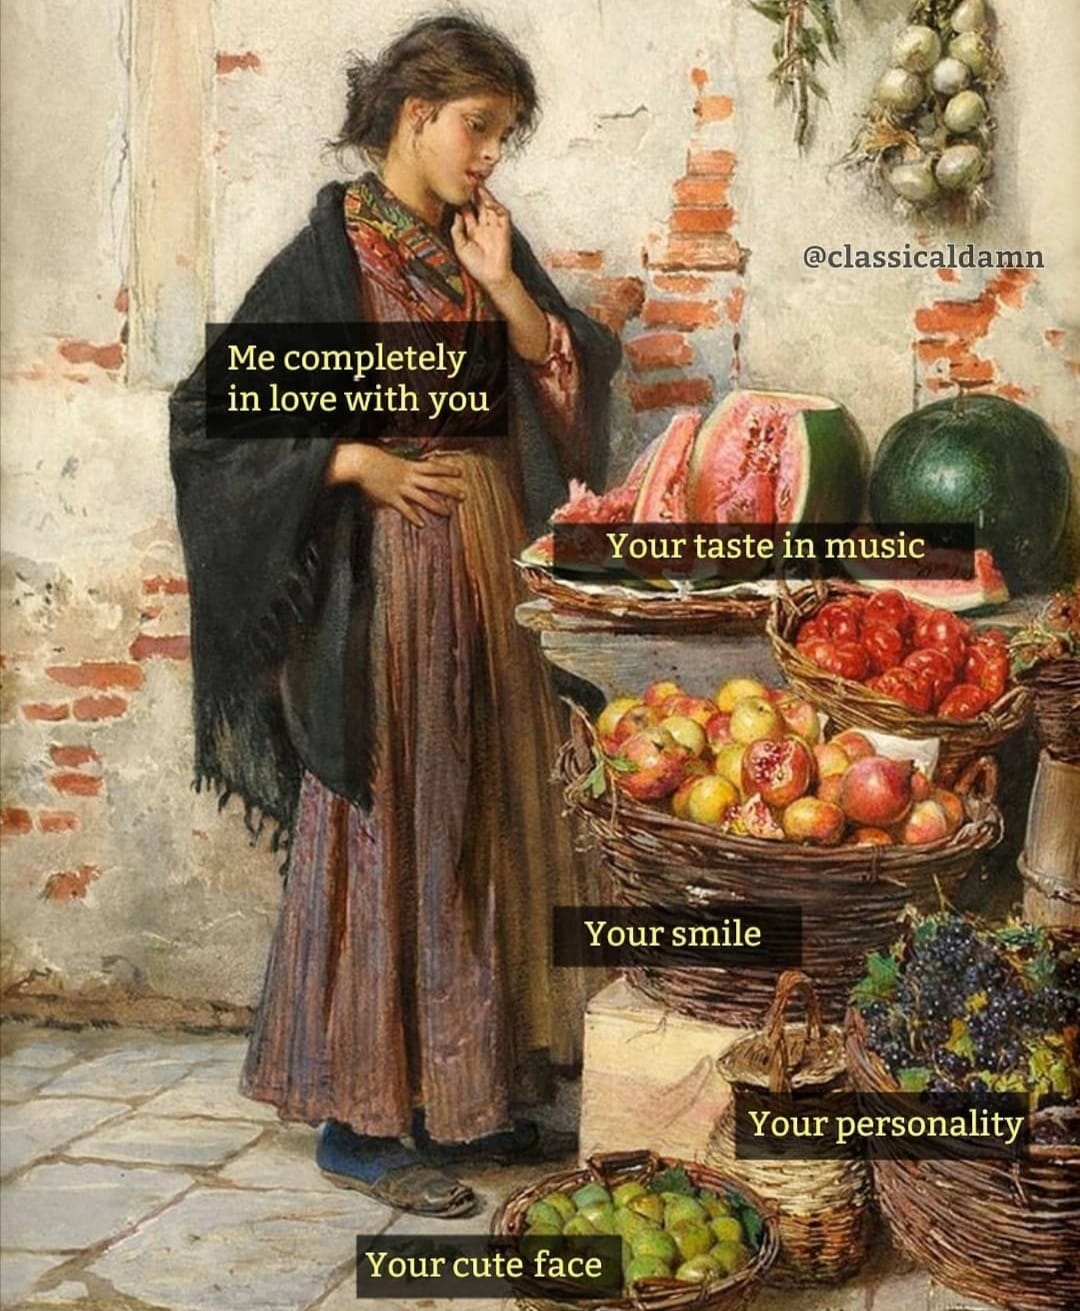 @classicaldamn
Me completely
in love with you
Your taste in music
Your smile
Your personality
Your cute face